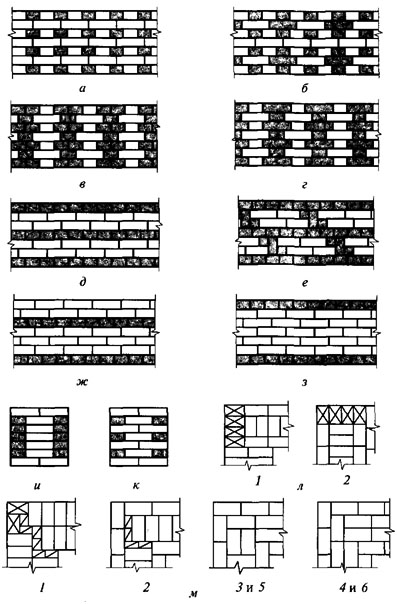 а б
в г
д е
ж з
и к 1 л 2
1 2 м 3 и 5 4 и 6